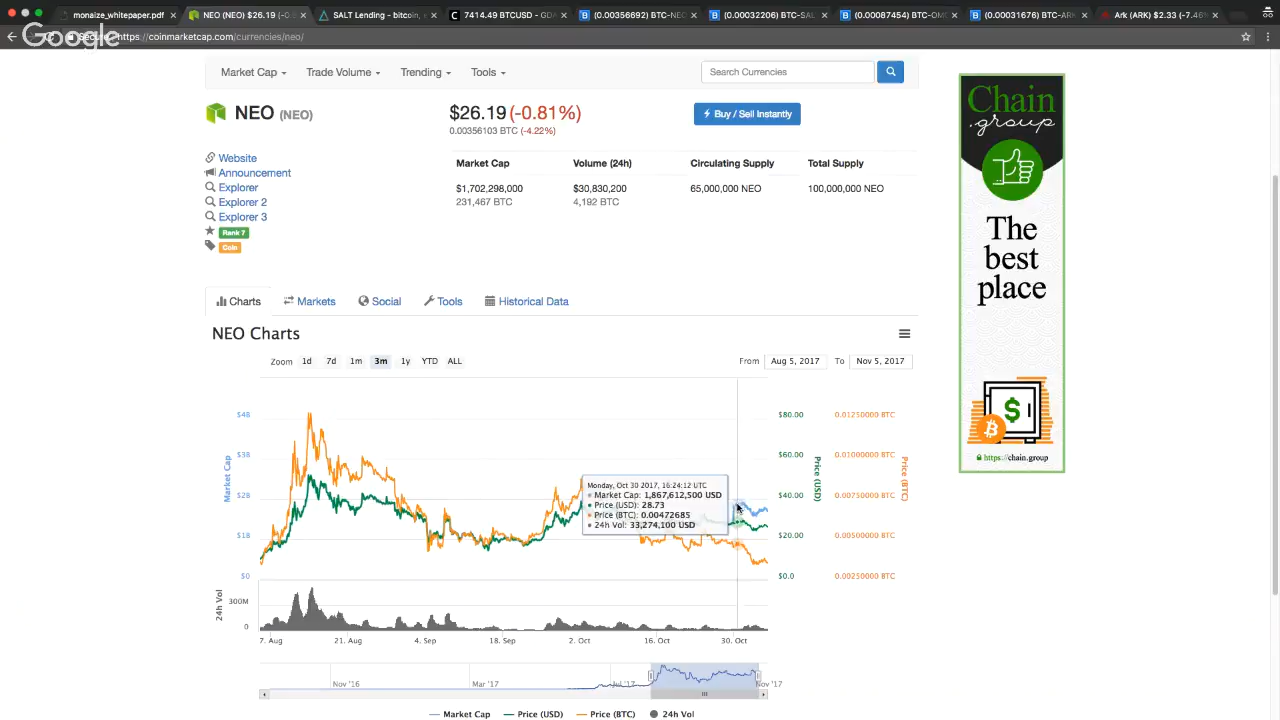 monaize_whitepaper.pdf
NEO (NEO) $26.19 (-0.8
SALT Lending - bitcoin,
7414.49 BTCUSD - GD
(0.00356692) BTC-NE
(0.00032206) BTC-SA
(0.00087454) BTC-OM
(0.00031676) BTC-AR
Ark (ARK) $2.33 (-7.46
Google
https://coinmarketcap.com/currencies/neo/
Market Cap
Trade Volume
Trending
Tools
Search Currencies
NEO (NEO)
$26.19 (-0.81%)
0.00356103 BTC (-4.22%)
Buy / Sell Instantly
Website
Announcement
Explorer
Explorer 2
Explorer 3
Rank 7
Coin
Market Cap Volume (24h) Circulating Supply Total Supply
$1,702,298,000 $30,830,200 65,000,000 NEO 100,000,000 NEO
231,467 BTC 4,192 BTC
Charts Markets Social Tools Historical Data
NEO Charts
Zoom 1d 7d 1m 3m 1y YTD ALL
From Aug 5, 2017 To Nov 5, 2017
$4B $80.00 0.01250000 BTC
$3B $60.00 0.01000000 BTC
$2B $40.00 0.00750000 BTC
$1B $20.00 0.00500000 BTC
$0 $0.0 0.00250000 BTC
Market Cap
Price (USD)
Price (BTC)
Monday, Oct 30 2017, 16:24:12 UTC
Market Cap: 1,867,612,500 USD
Price (USD): 28.73
Price (BTC): 0.00472685
24h Vol: 33,274,100 USD
24h Vol
300M
0
7. Aug 21. Aug 4. Sep 18. Sep 2. Oct 16. Oct 30. Oct
Nov '16 Mar '17 Jul '17 Nov '17
Market Cap Price (USD) Price (BTC) 24h Vol
Chain
.group
The
best
place
https://chain.group